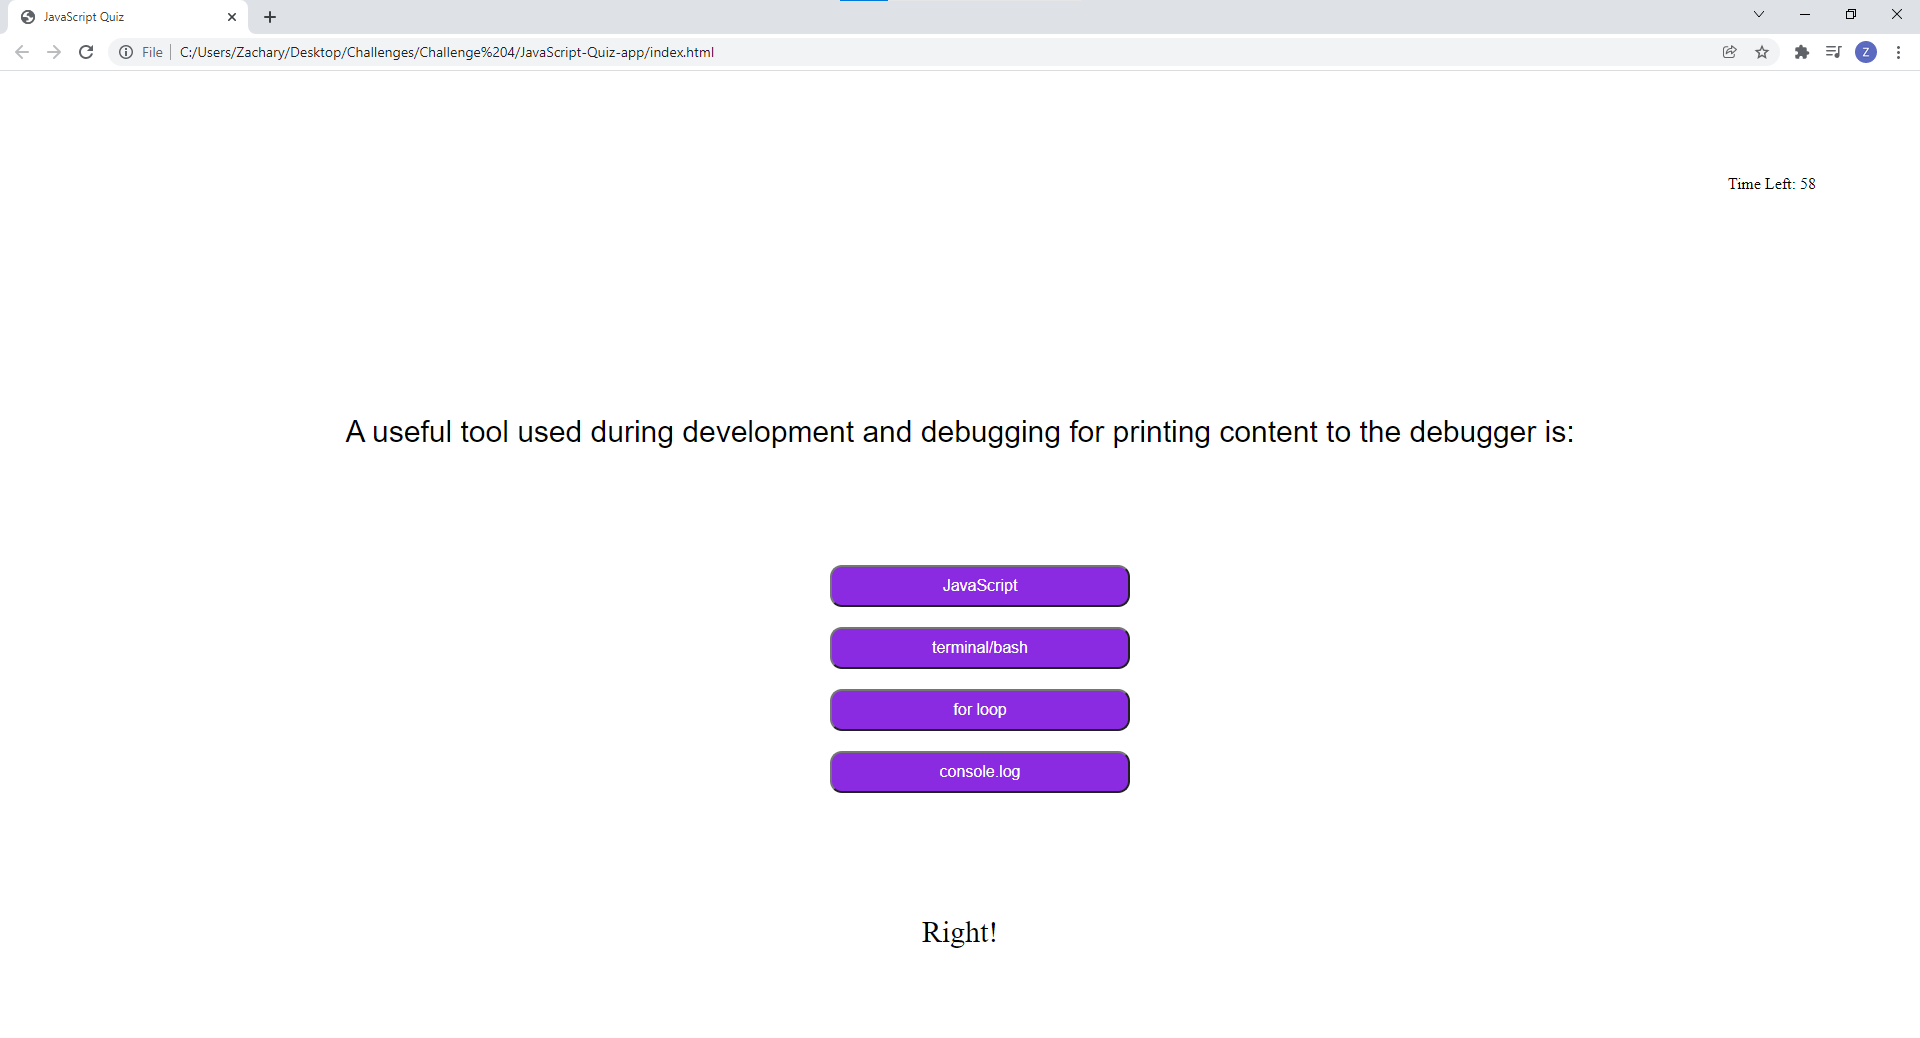 JavaScript Quiz
File C:/Users/Zachary/Desktop/Challenges/Challenge%204/JavaScript-Quiz-app/index.html
Z
Time Left: 58
A useful tool used during development and debugging for printing content to the debugger is:
JavaScript
terminal/bash
for loop
console.log
Right!